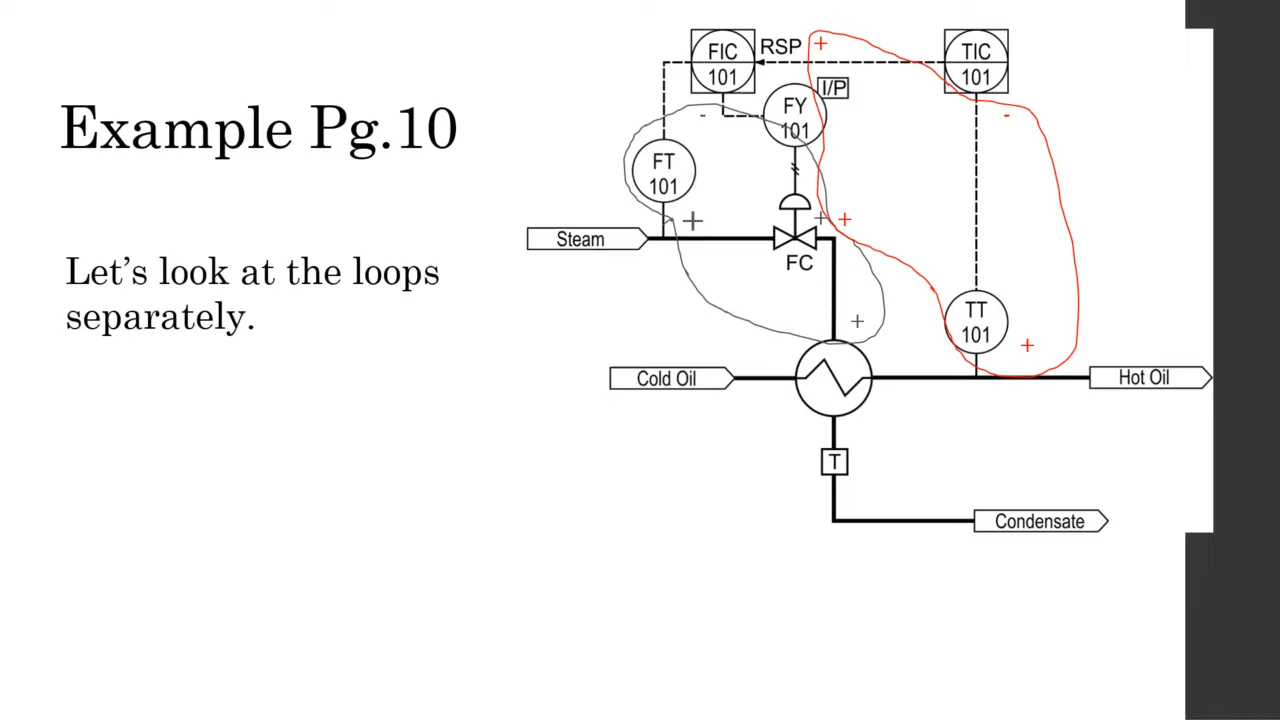 Example Pg.10
Let's look at the loops
separately.
FIC
101
RSP
+
TIC
101
I/P
FY
101
-
-
FT
101
+
+
+
Steam
FC
+
TT
101
+
Cold Oil
Hot Oil
T
Condensate